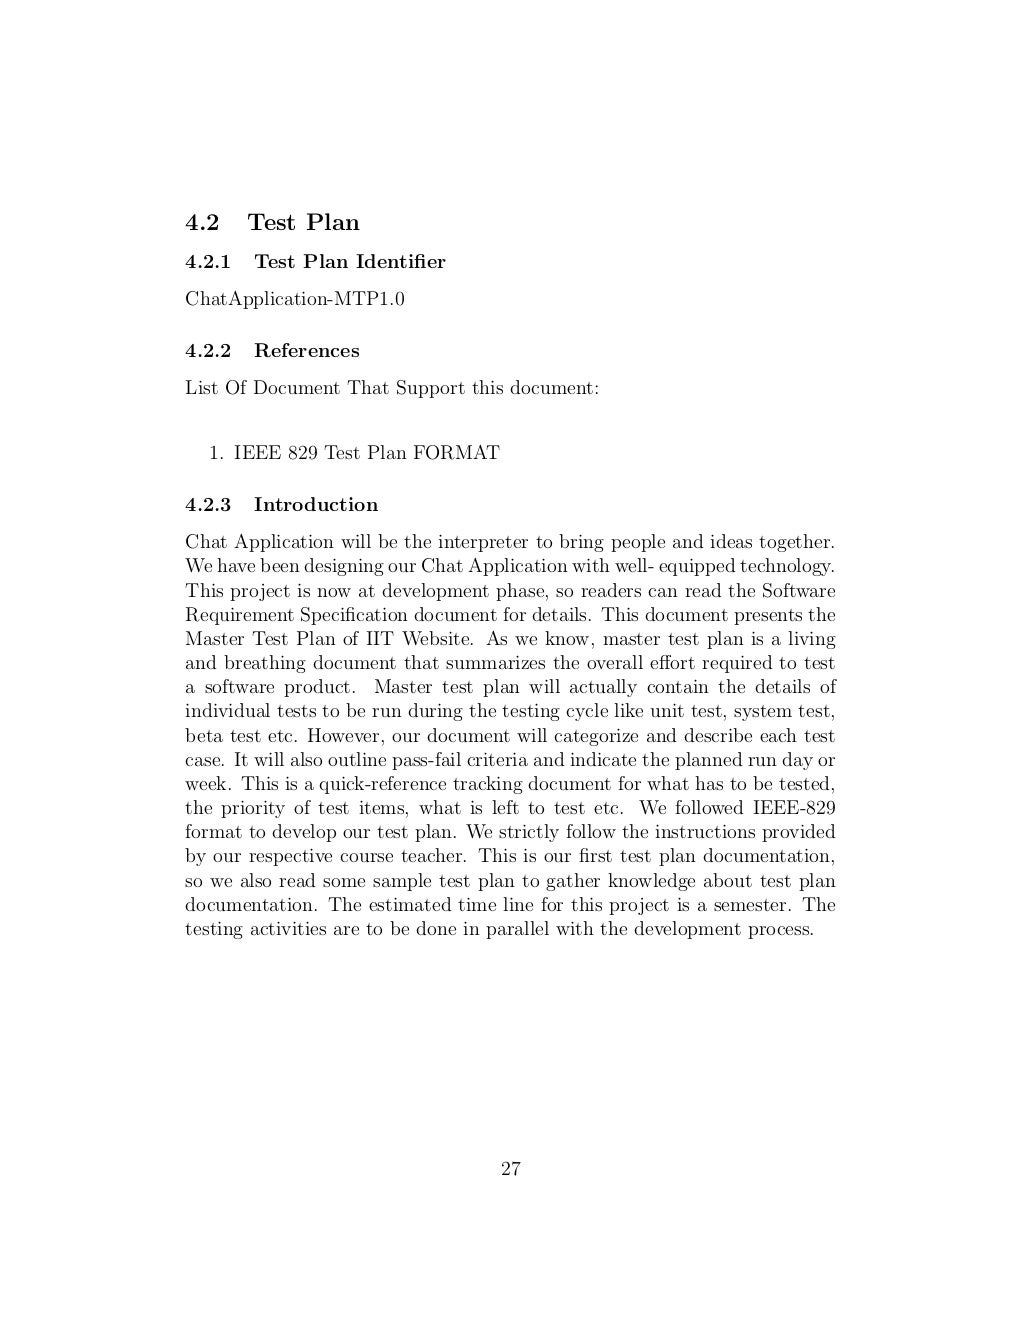 4.2 Test Plan
4.2.1 Test Plan Identifier
ChatApplication-MTP1.0
4.2.2 References
List Of Document That Support this document:
1. IEEE 829 Test Plan FORMAT
4.2.3 Introduction
Chat Application will be the interpreter to bring people and ideas together.
We have been designing our Chat Application with well- equipped technology.
This project is now at development phase, so readers can read the Software
Requirement Specification document for details. This document presents the
Master Test Plan of IIT Website. As we know, master test plan is a living
and breathing document that summarizes the overall effort required to test
a software product. Master test plan will actually contain the details of
individual tests to be run during the testing cycle like unit test, system test,
beta test etc. However, our document will categorize and describe each test
case. It will also outline pass-fail criteria and indicate the planned run day or
week. This is a quick-reference tracking document for what has to be tested,
the priority of test items, what is left to test etc. We followed IEEE-829
format to develop our test plan. We strictly follow the instructions provided
by our respective course teacher. This is our first test plan documentation,
so we also read some sample test plan to gather knowledge about test plan
documentation. The estimated time line for this project is a semester. The
testing activities are to be done in parallel with the development process.
27